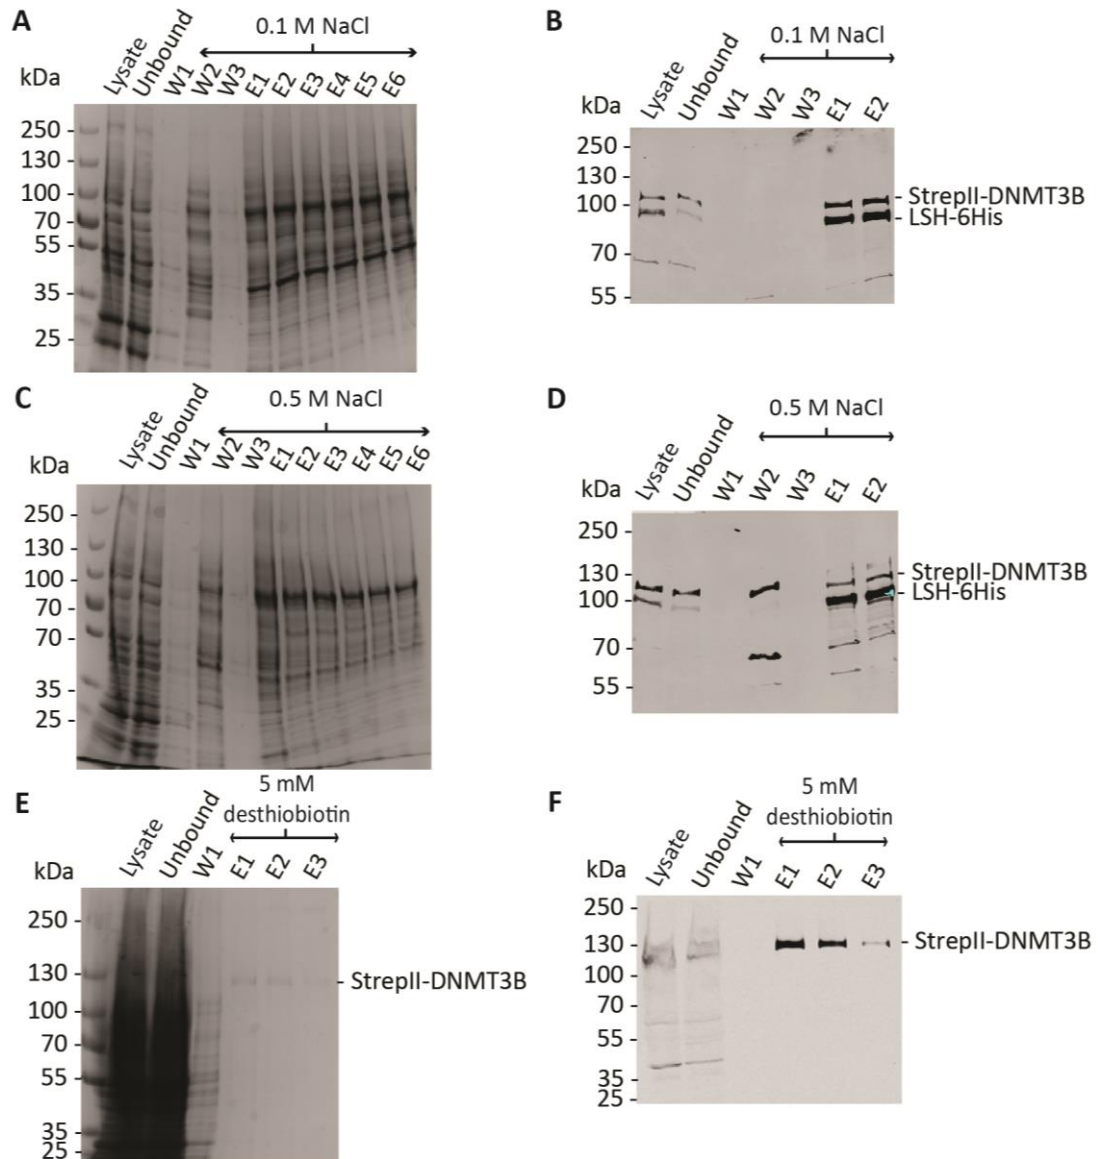 A
0.1 M NaCl
kDa
Lysate
Unbound
W1
W2
W3
E1
E2
E3
E4
E5
E6
250
130
100
70
55
35
25
B
0.1 M NaCl
kDa
Lysate
Unbound
W1
W2
W3
E1
E2
250
130
100
70
55
StrepII-DNMT3B
LSH-6His
C
0.5 M NaCl
kDa
Lysate
Unbound
W1
W2
W3
E1
E2
E3
E4
E5
E6
250
130
100
70
70
35
25
D
0.5 M NaCl
kDa
Lysate
Unbound
W1
W2
W3
E1
E2
250
130
100
70
55
StrepII-DNMT3B
LSH-6His
E
5 mM
desthiobiotin
kDa
Lysate
Unbound
W1
E1
E2
E3
250
130
100
70
55
35
25
StrepII-DNMT3B
F
5 mM
desthiobiotin
kDa
Lysate
Unbound
W1
E1
E2
E3
250
130
100
70
55
35
25
StrepII-DNMT3B